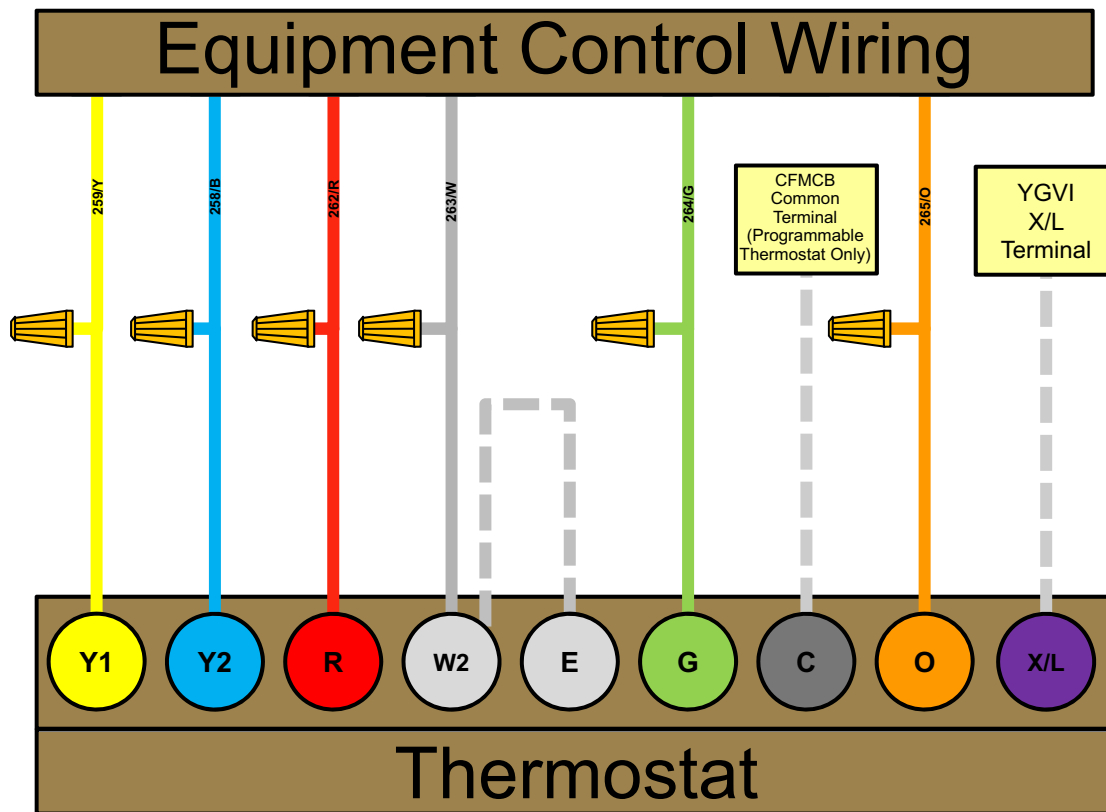 Equipment Control Wiring
259/Y
258/B
262/R
263/W
264/G
CFMCB
Common
Terminal
(Programmable
Thermostat Only)
265/O
YGVI
X/L
Terminal
Y1
Y2
R
W2
E
G
C
O
X/L
Thermostat